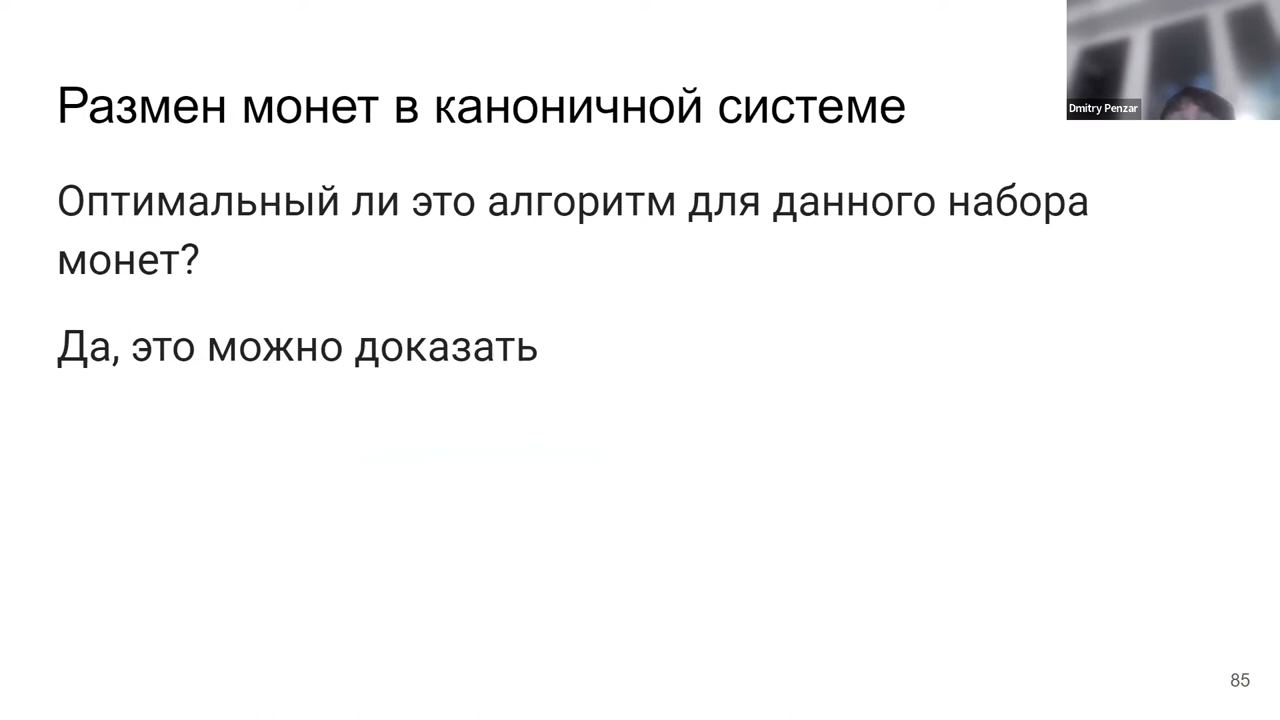 Dmitry Penzar
Размен монет в каноничной системе
Оптимальный ли это алгоритм для данного набора
монет?
Да, это можно доказать
85